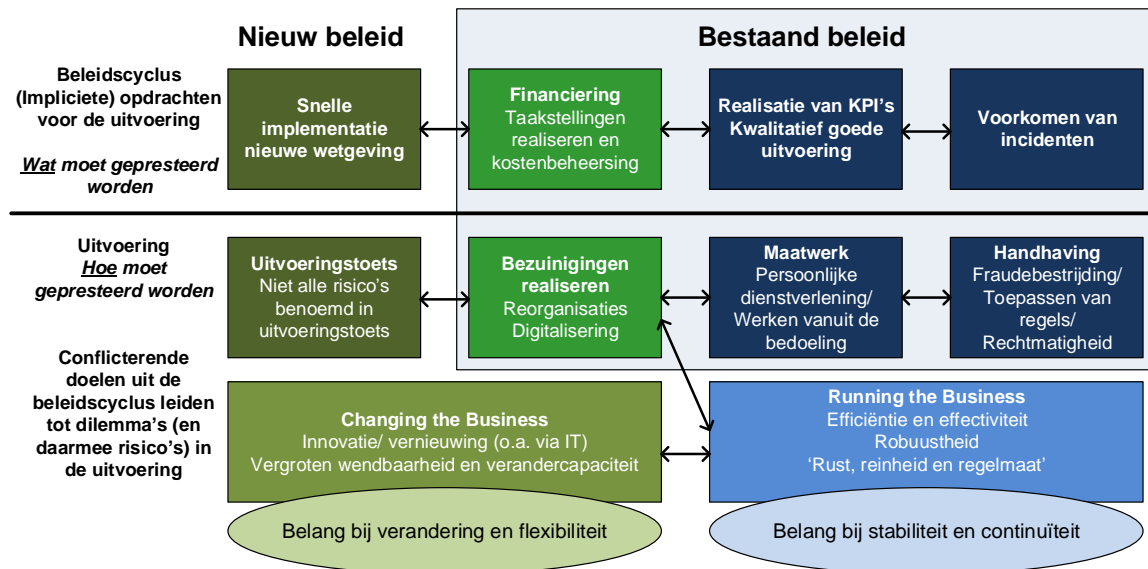 Nieuw beleid
Bestaand beleid
Beleidscyclus
(Impliciete) opdrachten
voor de uitvoering
Wat moet gepresteerd
worden
Snelle
implementatie
nieuwe wetgeving
Financiering
Taakstellingen
realiseren en
kostenbeheersing
Realisatie van KPI's
Kwalitatief goede
uitvoering
Voorkomen van
incidenten
Uitvoering
Hoe moet
gepresteerd worden
Uitvoeringstoets
Niet alle risico's
benoemd in
uitvoeringstoets
Bezuinigingen
realiseren
Reorganisaties
Digitalisering
Maatwerk
Persoonlijke
dienstverlening/
Werken vanuit de
bedoeling
Handhaving
Fraudebestrijding/
Toepassen van
regels/
Rechtmatigheid
Conflicterende
doelen uit de
beleidscyclus leiden
tot dilemma's (en
daarmee risico's) in
de uitvoering
Changing the Business
Innovatie/ vernieuwing (o.a. via IT)
Vergroten wendbaarheid en verandercapaciteit
Running the Business
Efficiëntie en effectiviteit
Robuustheid
‘Rust, reinheid en regelmaat’
Belang bij verandering en flexibiliteit
Belang bij stabiliteit en continuïteit